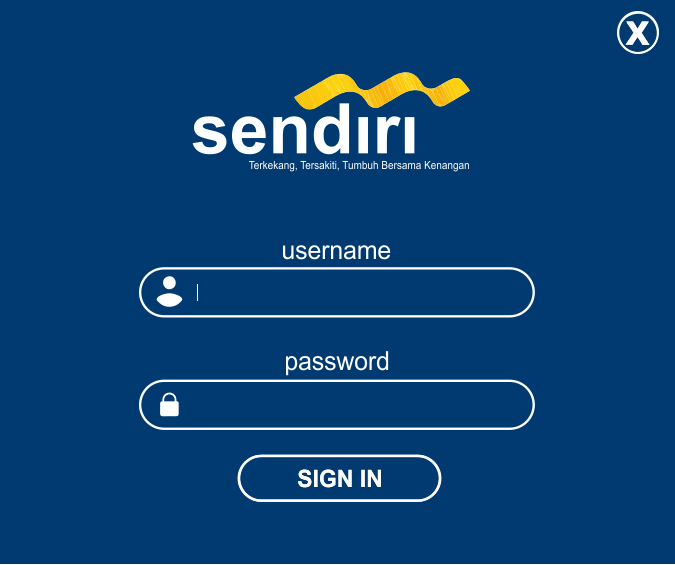 X
sendiri
Terkekang, Tersakiti, Tumbuh Bersama Kenangan
username
password
SIGN IN